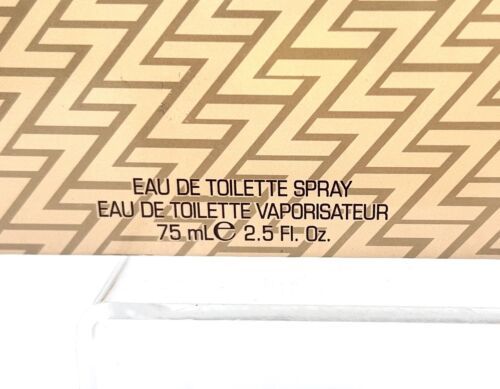 EAU DE TOILETTE SPRAY
EAU DE TOILETTE VAPORISATEUR
75 mL℮ 2.5 Fl. Oz.